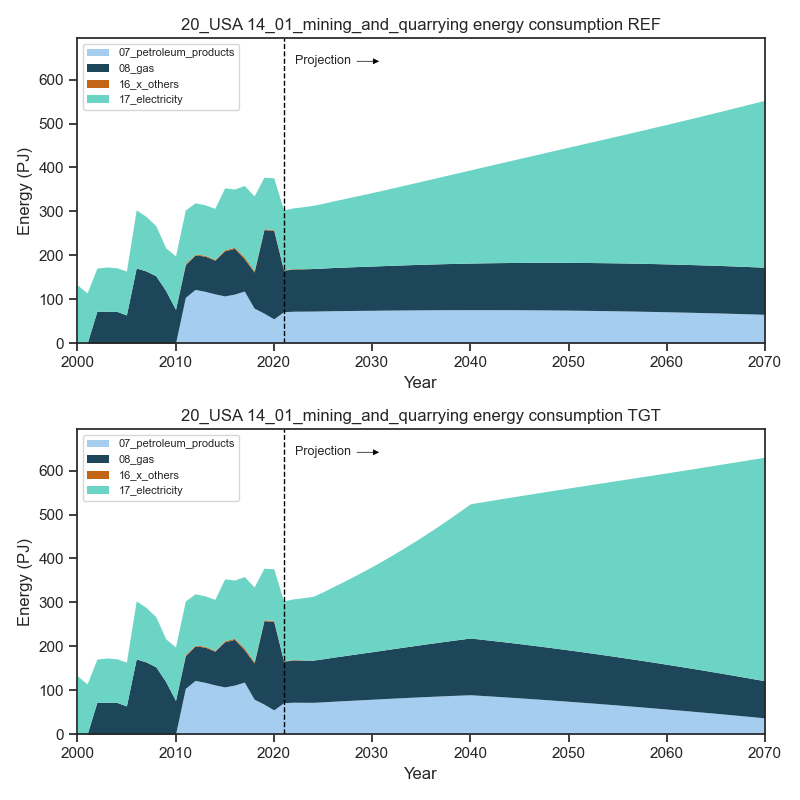 20_USA 14_01_mining_and_quarrying energy consumption REF
07_petroleum_products
08_gas
16_x_others
17_electricity
Projection
Energy (PJ)
600
500
400
300
200
100
0
2000 2010 2020 2030 2040 2050 2060 2070
Year
20_USA 14_01_mining_and_quarrying energy consumption TGT
07_petroleum_products
08_gas
16_x_others
17_electricity
Projection
Energy (PJ)
600
500
400
300
200
100
0
2000 2010 2020 2030 2040 2050 2060 2070
Year